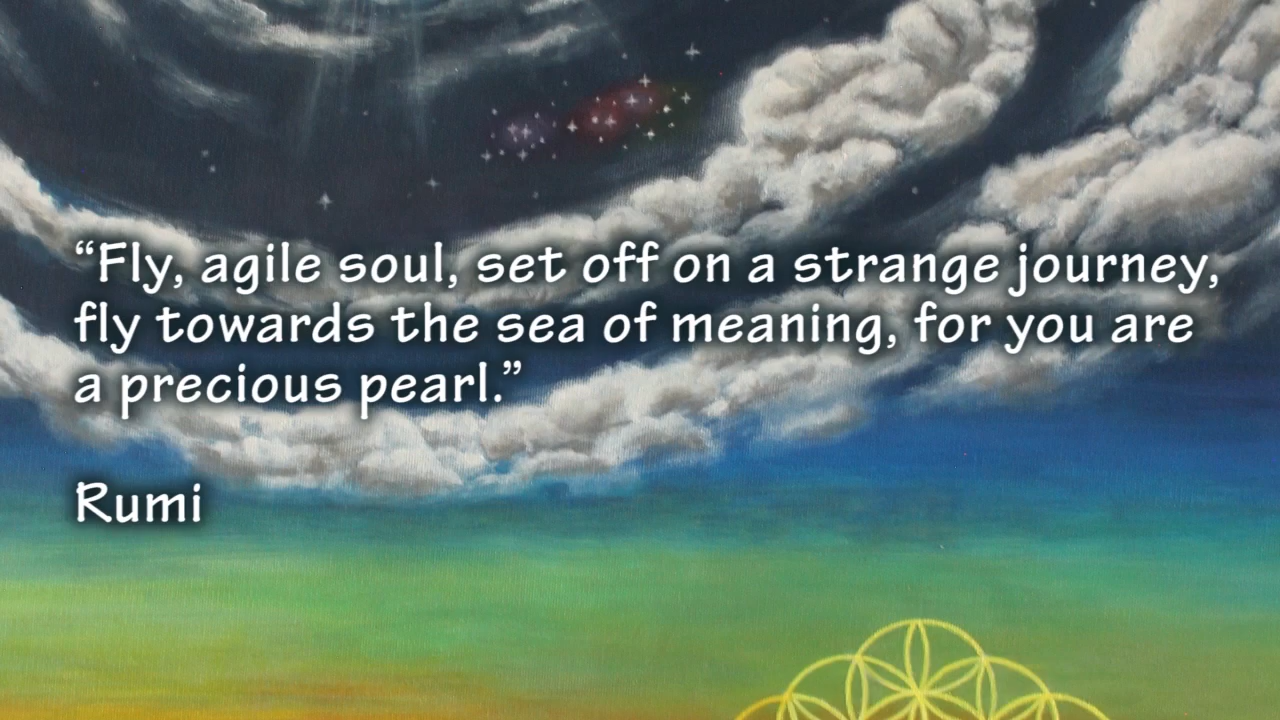 “Fly, agile soul, set off on a strange journey,
fly towards the sea of meaning, for you are
a precious pearl.”
Rumi